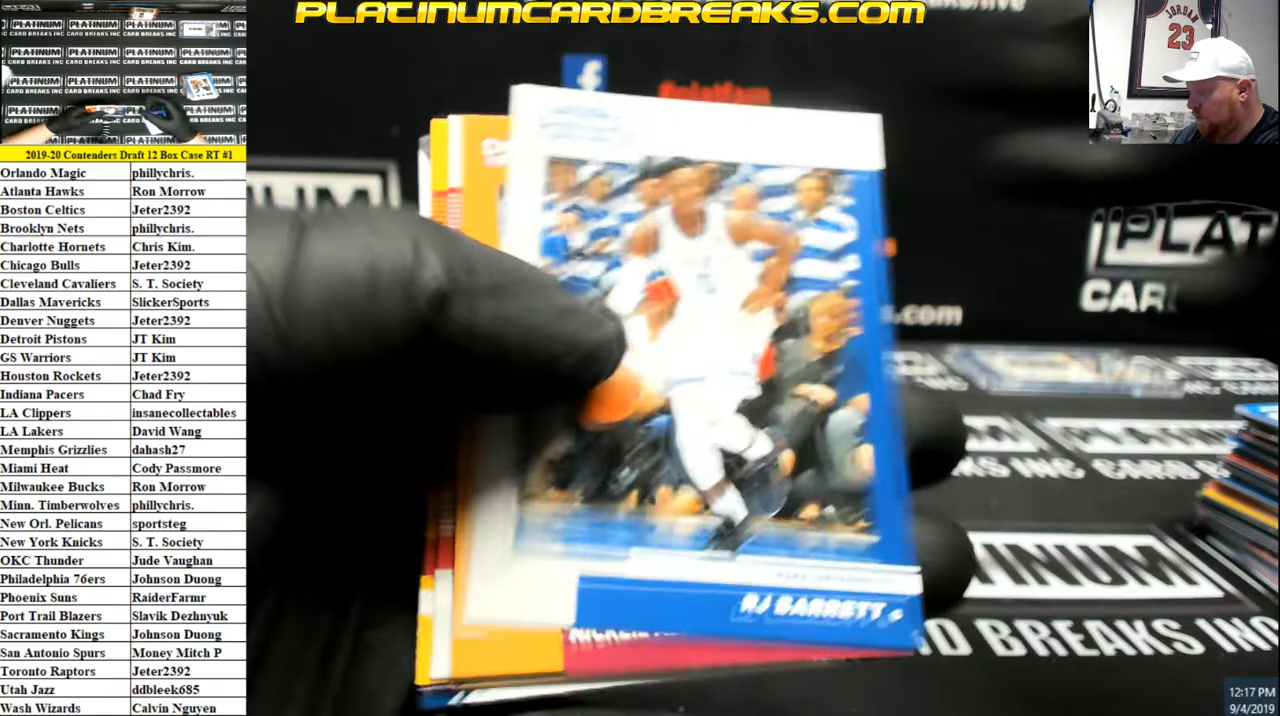 PLATINUMCARDBREAKS.COM
2019-20 Contenders Draft 12 Box Case RT #1
Orlando Magic phillychris.
Atlanta Hawks Ron Morrow
Boston Celtics Jeter2392
Brooklyn Nets phillychris.
Charlotte Hornets Chris Kim.
Chicago Bulls Jeter2392
Cleveland Cavaliers S. T. Society
Dallas Mavericks SlickerSports
Denver Nuggets Jeter2392
Detroit Pistons JT Kim
GS Warriors JT Kim
Houston Rockets Jeter2392
Indiana Pacers Chad Fry
LA Clippers insanecollectables
LA Lakers David Wang
Memphis Grizzlies dahash27
Miami Heat Cody Passmore
Milwaukee Bucks Ron Morrow
Minn. Timberwolves phillychris.
New Orl. Pelicans sportsteg
New York Knicks S. T. Society
OKC Thunder Jude Vaughan
Philadelphia 76ers Johnson Duong
Phoenix Suns RaiderFarmr
Port Trail Blazers Slavik Dezhnyuk
Sacramento Kings Johnson Duong
San Antonio Spurs Money Mitch P
Toronto Raptors Jeter2392
Utah Jazz ddbleek685
Wash Wizards Calvin Nguyen
RJ BARRETT
JORDAN
23
PLAT
CAR
.com
INUM
D BREAKS INC
12:17 PM
9/4/2019